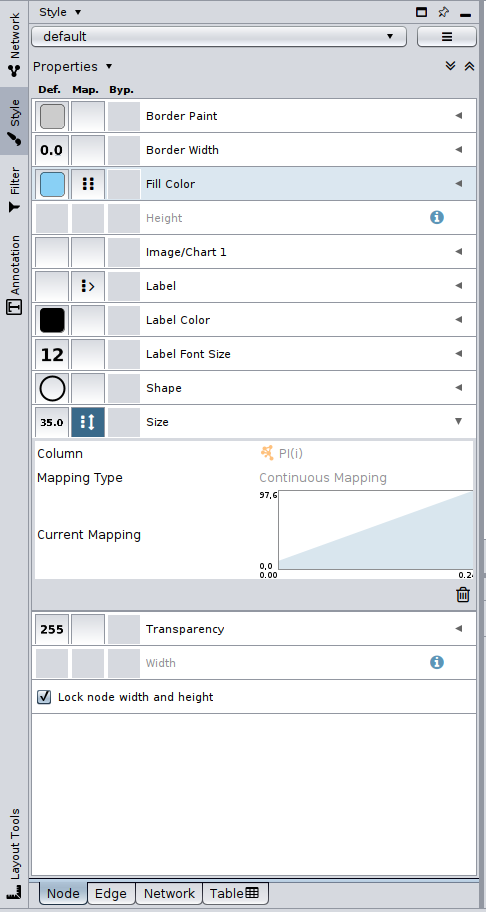 Style
default
Properties
Def. Map. Byp.
Border Paint
0.0 Border Width
Fill Color
Height
Image/Chart 1
Label
Label Color
12 Label Font Size
Shape
35.0 Size
Column PI(i)
Mapping Type Continuous Mapping
97,6
Current Mapping
0,0
0.00 0.24
255 Transparency
Width
Lock node width and height
Node Edge Network Table
Network
Style
Filter
Annotation
Layout Tools